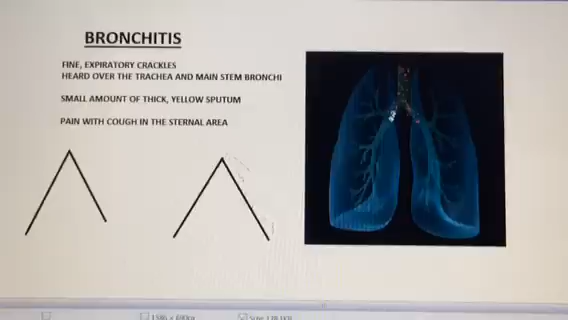 BRONCHITIS
FINE, EXPIRATORY CRACKLES
HEARD OVER THE TRACHEA AND MAIN STEM BRONCHI
SMALL AMOUNT OF THICK, YELLOW SPUTUM
PAIN WITH COUGH IN THE STERNAL AREA